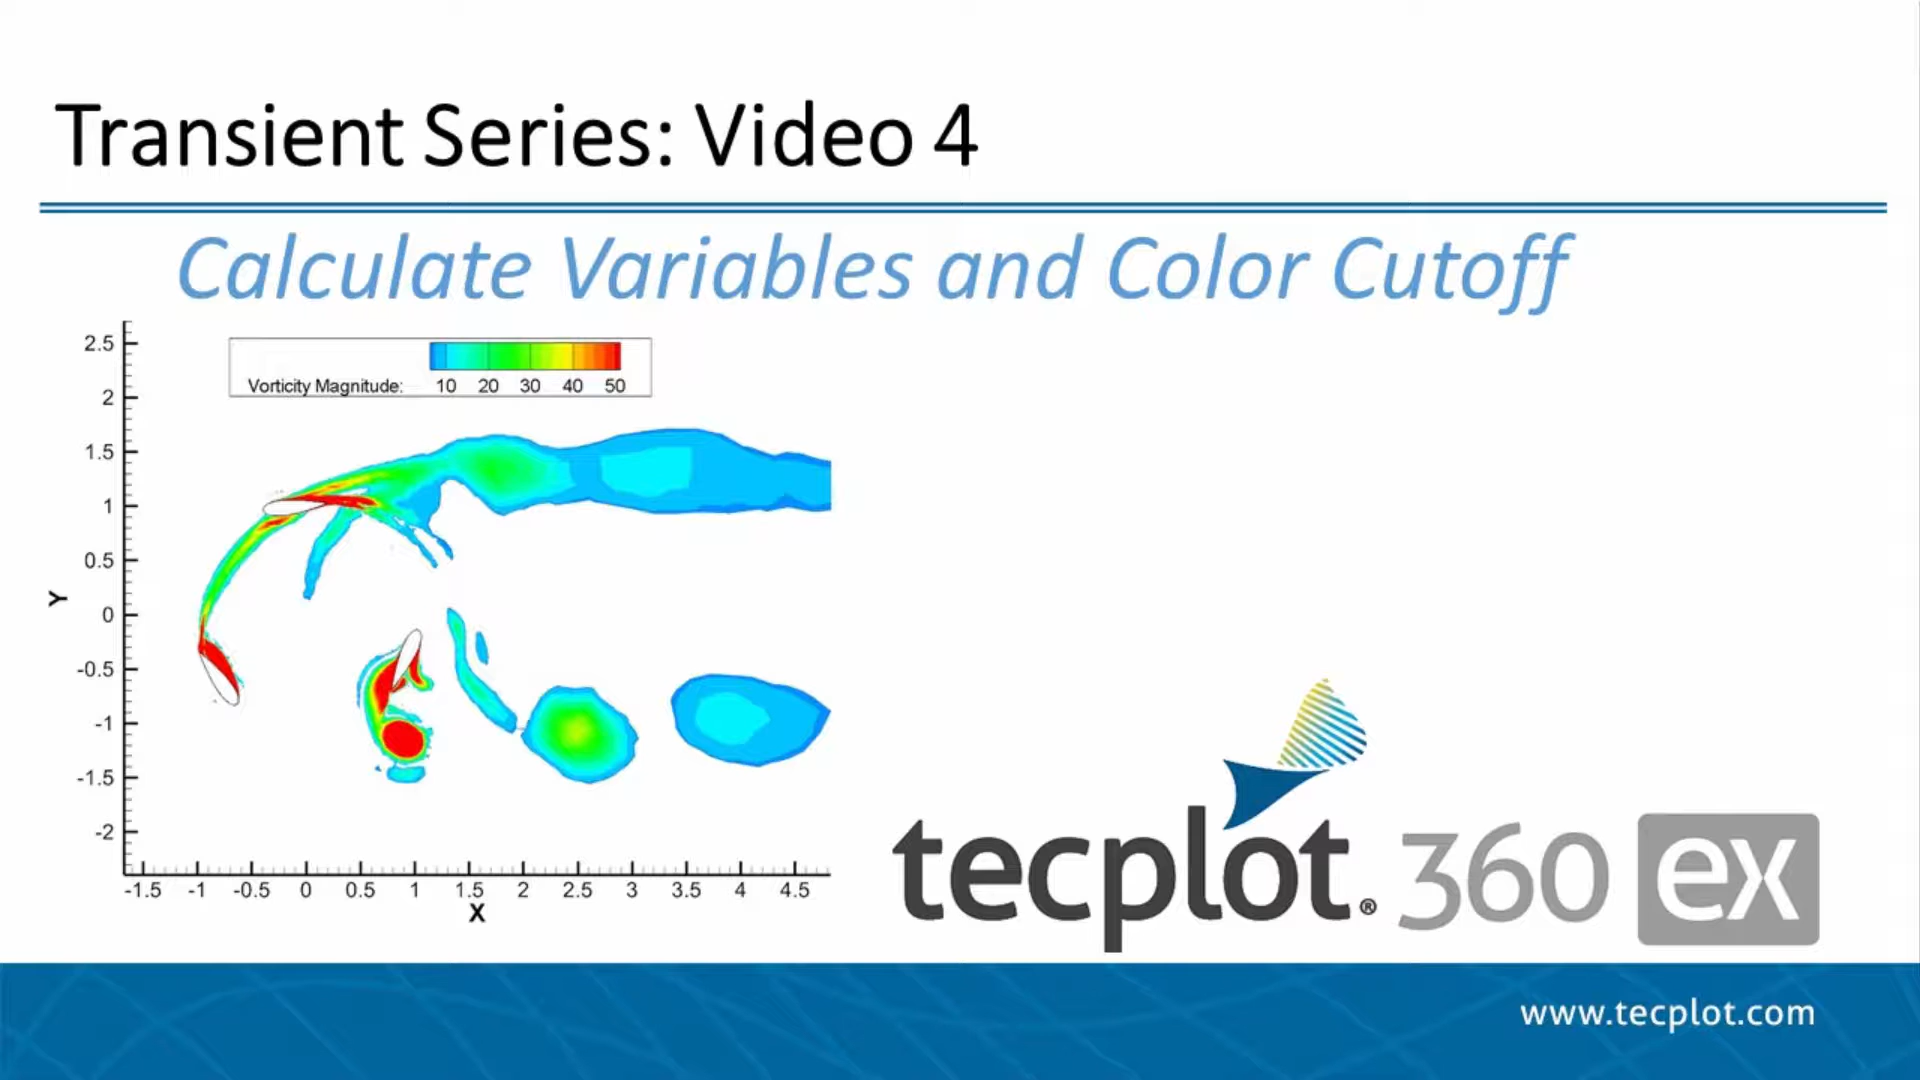 Transient Series: Video 4
Calculate Variables and Color Cutoff
Vorticity Magnitude: 10 20 30 40 50
2.5
2
1.5
1
0.5
0
-0.5
-1
-1.5
-2
Y
-1.5 -1 -0.5 0 0.5 1 1.5 2 2.5 3 3.5 4 4.5
X
tecplot® 360 ex
www.tecplot.com